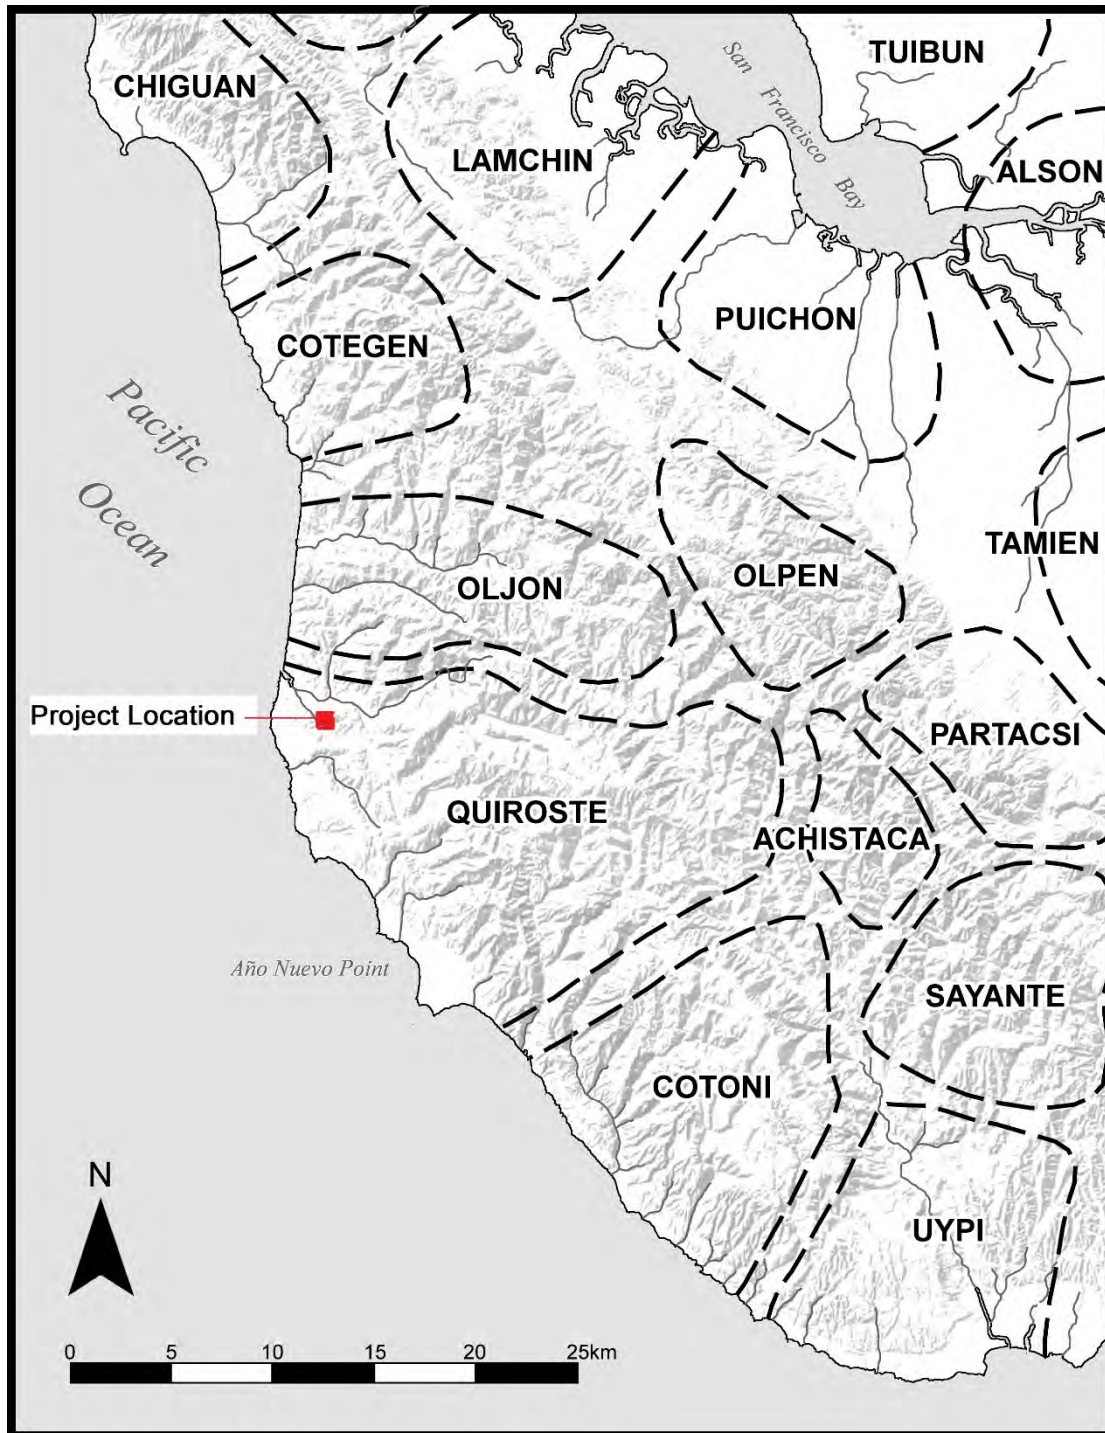 San
Francisco
Bay
TUIBUN
CHIGUAN
LAMCHIN
ALSON
PUICHON
COTEGEN
Pacific
Ocean
TAMIEN
OLPEN
OLJON
Project Location
PARTACSI
QUIROSTE
ACHISTACA
Año Nuevo Point
SAYANTE
COTONI
N
UYPI
0 5 10 15 20 25km